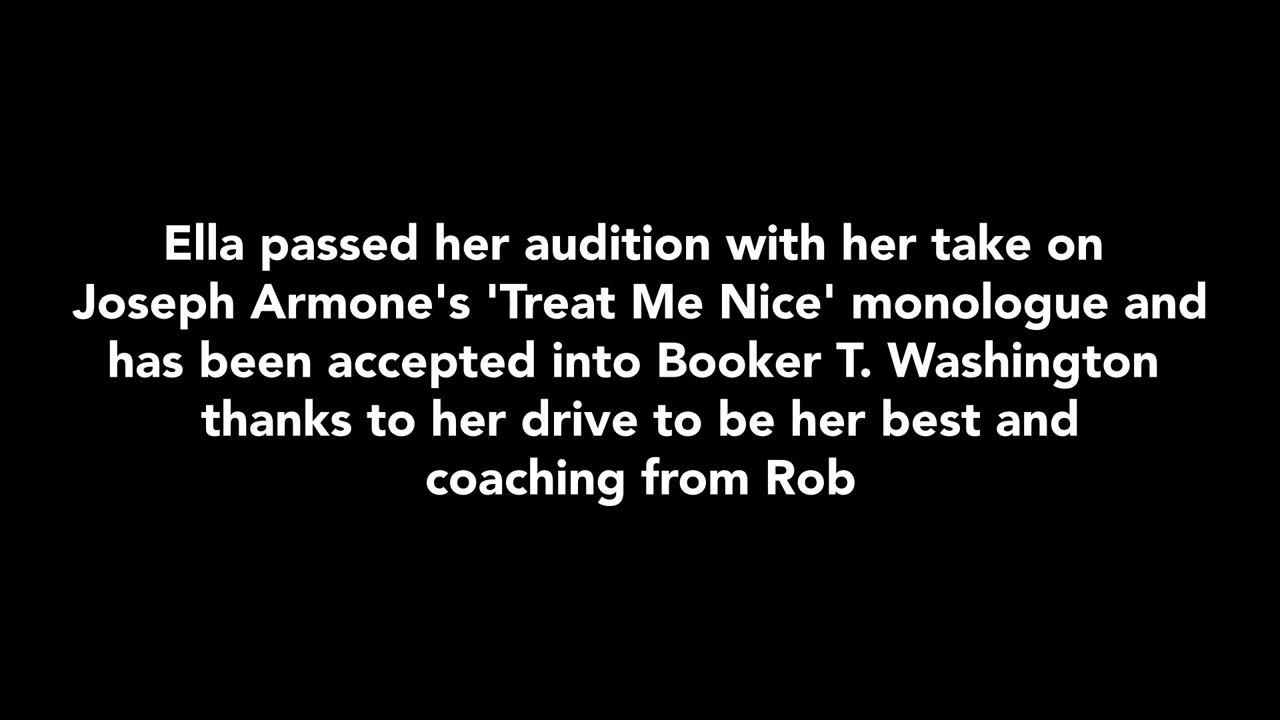 Ella passed her audition with her take on
Joseph Armone's 'Treat Me Nice' monologue and
has been accepted into Booker T. Washington
thanks to her drive to be her best and
coaching from Rob